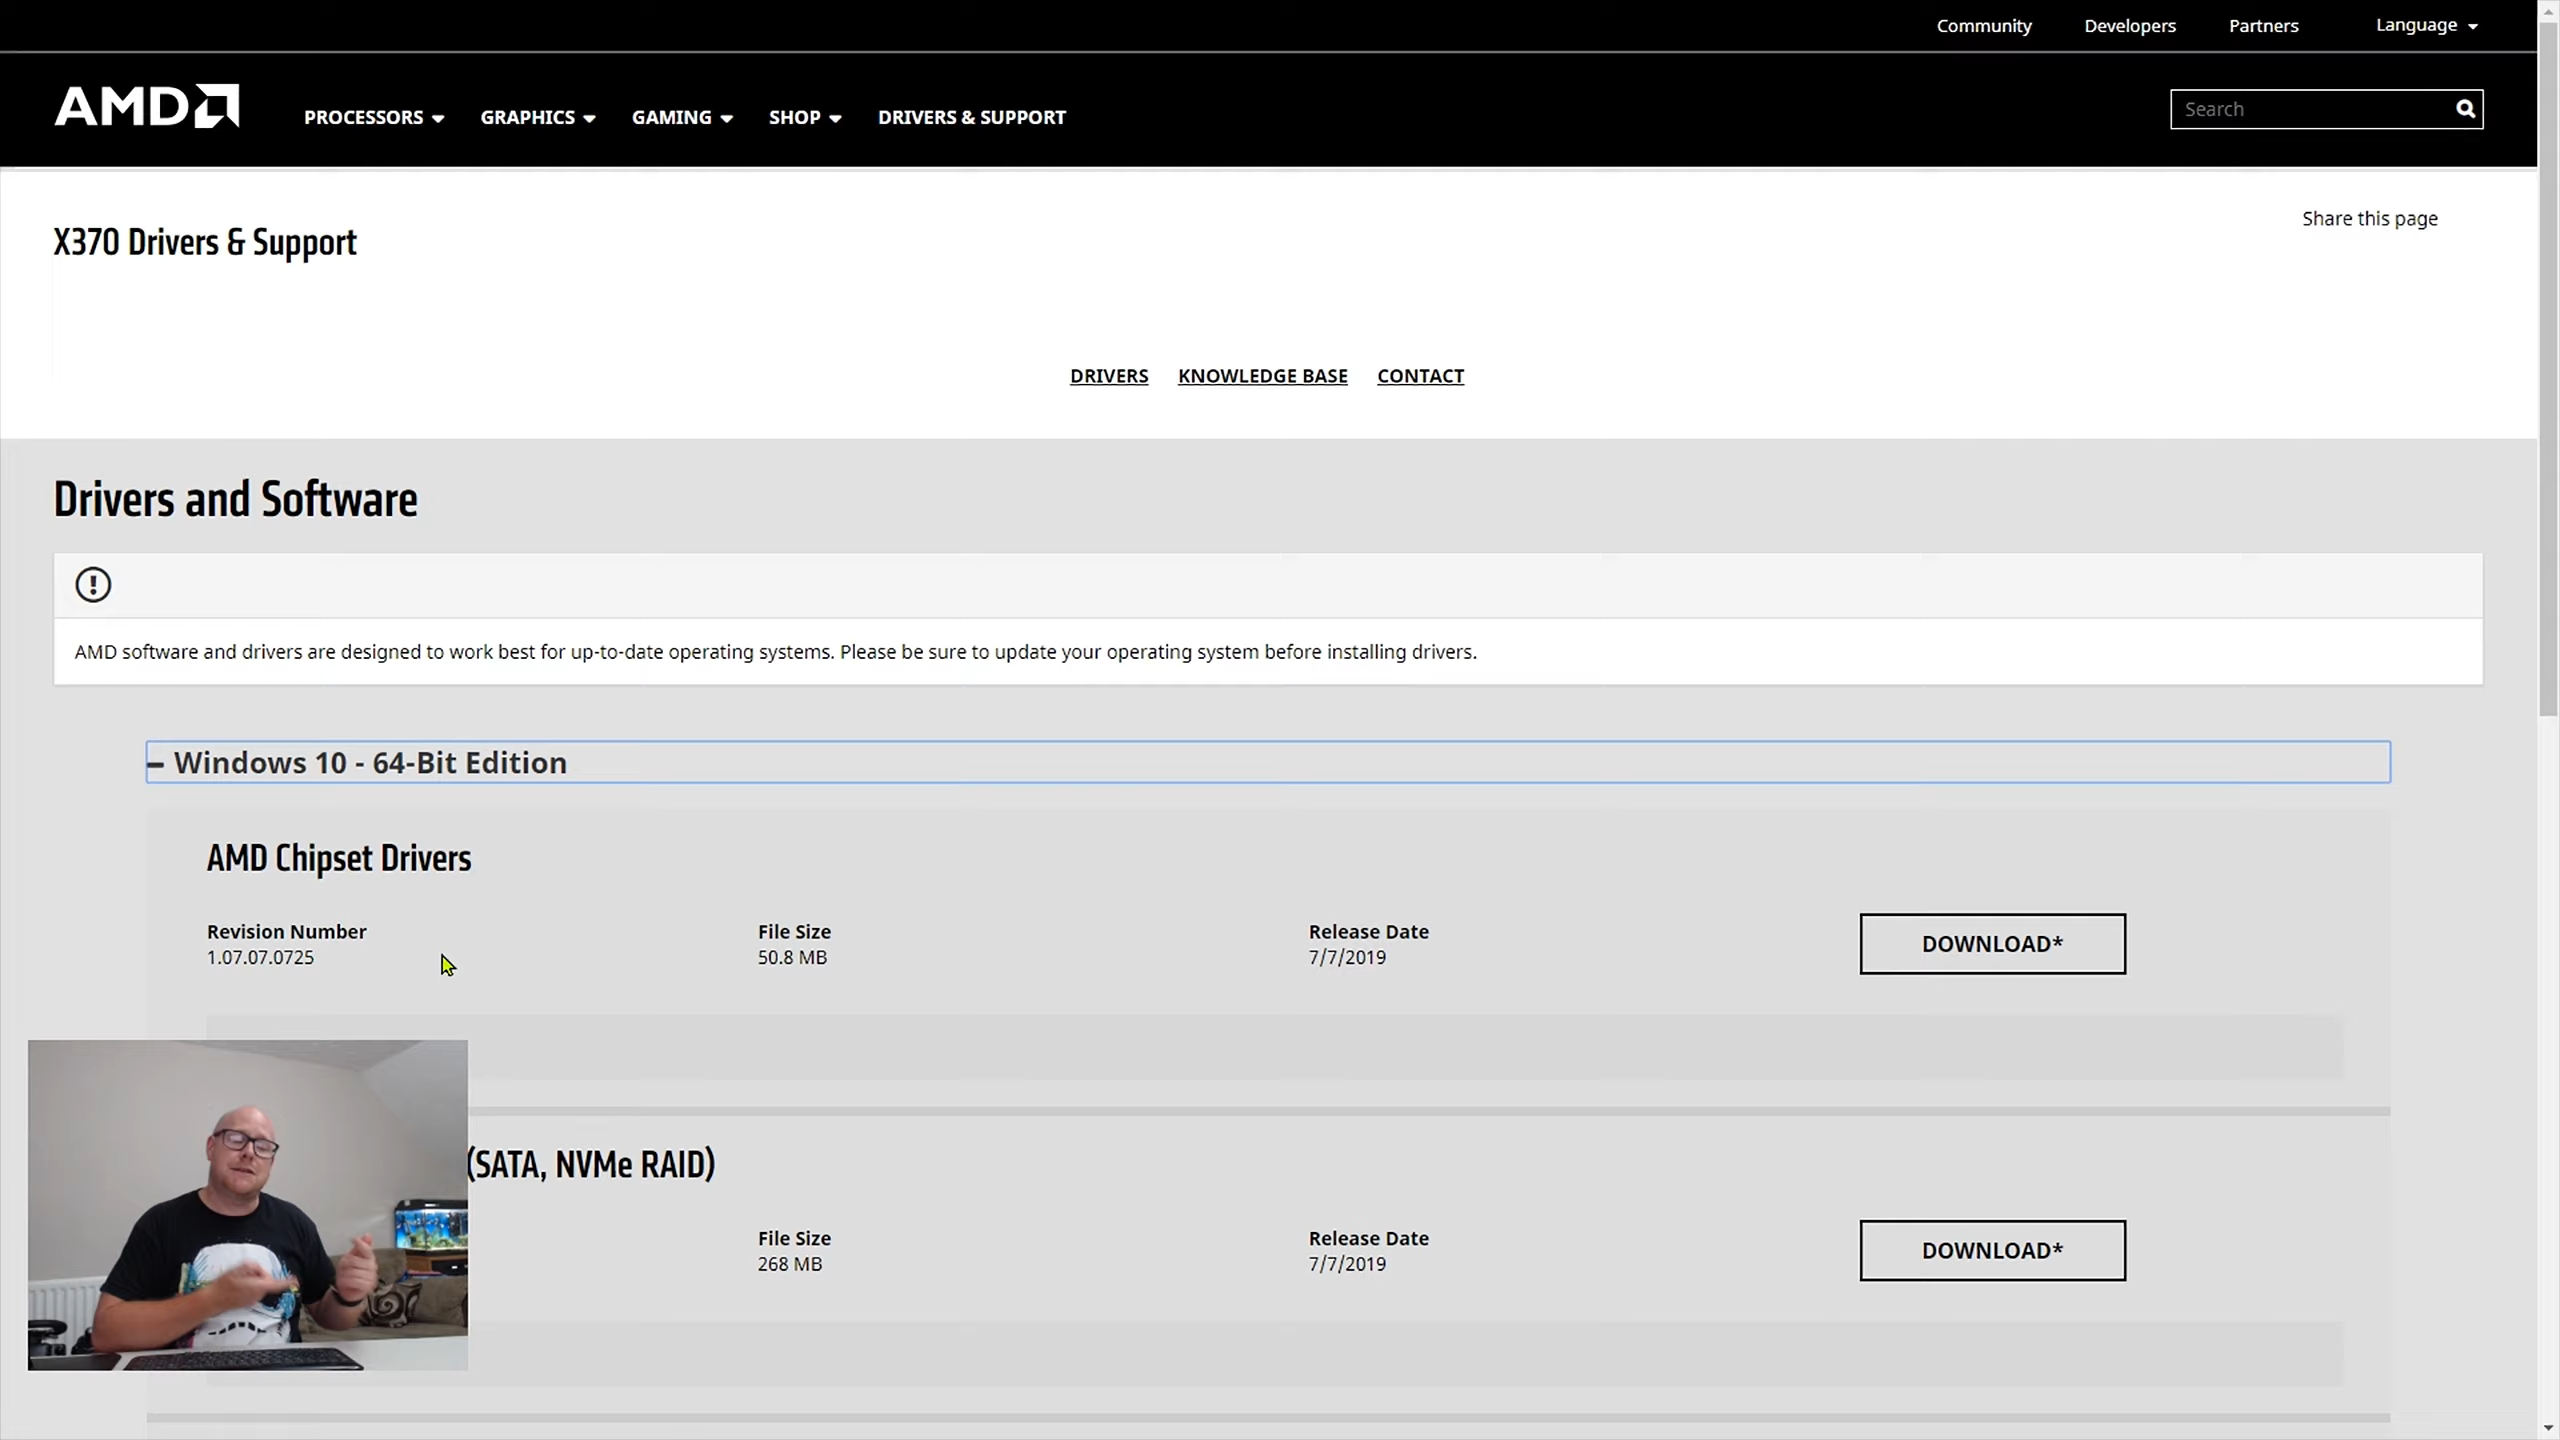 Community Developers Partners Language
AMD PROCESSORS GRAPHICS GAMING SHOP DRIVERS & SUPPORT Search
X370 Drivers & Support
Share this page
DRIVERS KNOWLEDGE BASE CONTACT
Drivers and Software
AMD software and drivers are designed to work best for up-to-date operating systems. Please be sure to update your operating system before installing drivers.
Windows 10 - 64-Bit Edition
AMD Chipset Drivers
Revision Number File Size Release Date
1.07.07.0725 50.8 MB 7/7/2019
DOWNLOAD*
(SATA, NVMe RAID)
File Size Release Date
268 MB 7/7/2019
DOWNLOAD*